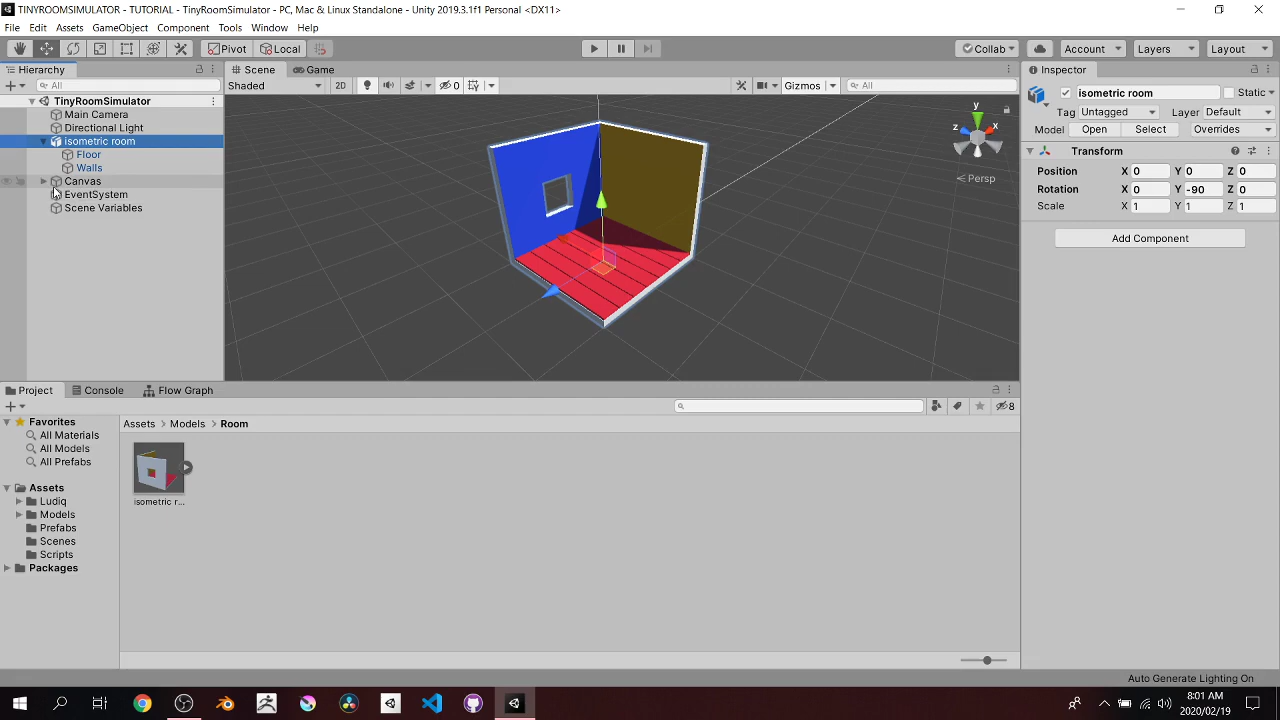 TINYROOMSIMULATOR - TUTORIAL - TinyRoomSimulator - PC, Mac & Linux Standalone - Unity 2019.3.1f1 Personal <DX11>
File Edit Assets GameObject Component Tools Window Help
Pivot Local Collab Account Layers Layout
Hierarchy Scene Game Inspector
All Shaded 2D 0 Gizmos All
isometric room Static
TinyRoomSimulator
Main Camera
Directional Light
isometric room
Floor
Walls
Canvas
EventSystem
Scene Variables
y
x
z
Persp
Tag Untagged Layer Default
Model Open Select Overrides
Transform
Position X 0 Y 0 Z 0
Rotation X 0 Y -90 Z 0
Scale X 1 Y 1 Z 1
Add Component
Project Console Flow Graph
8
Favorites
All Materials
All Models
All Prefabs
Assets
Ludiq
Models
Prefabs
Scenes
Scripts
Packages
Assets Models Room
isometric r...
Auto Generate Lighting On
8:01 AM
2020/02/19